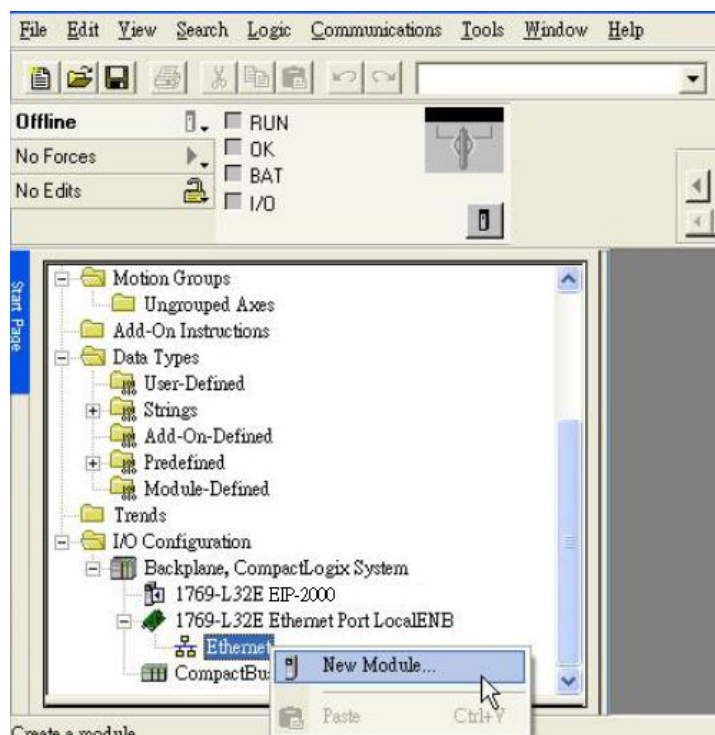 File Edit View Search Logic Communications Tools Window Help
Offline
RUN
No Forces
OK
BAT
No Edits
I/O
Start Page
Motion Groups
Ungrouped Axes
Add-On Instructions
Data Types
User-Defined
Strings
Add-On-Defined
Predefined
Module-Defined
Trends
I/O Configuration
Backplane, CompactLogix System
1769-L32E EIP-2000
1769-L32E Ethernet Port LocalENB
Ethernet
New Module...
CompactBu
Paste Ctrl+V
Create a module